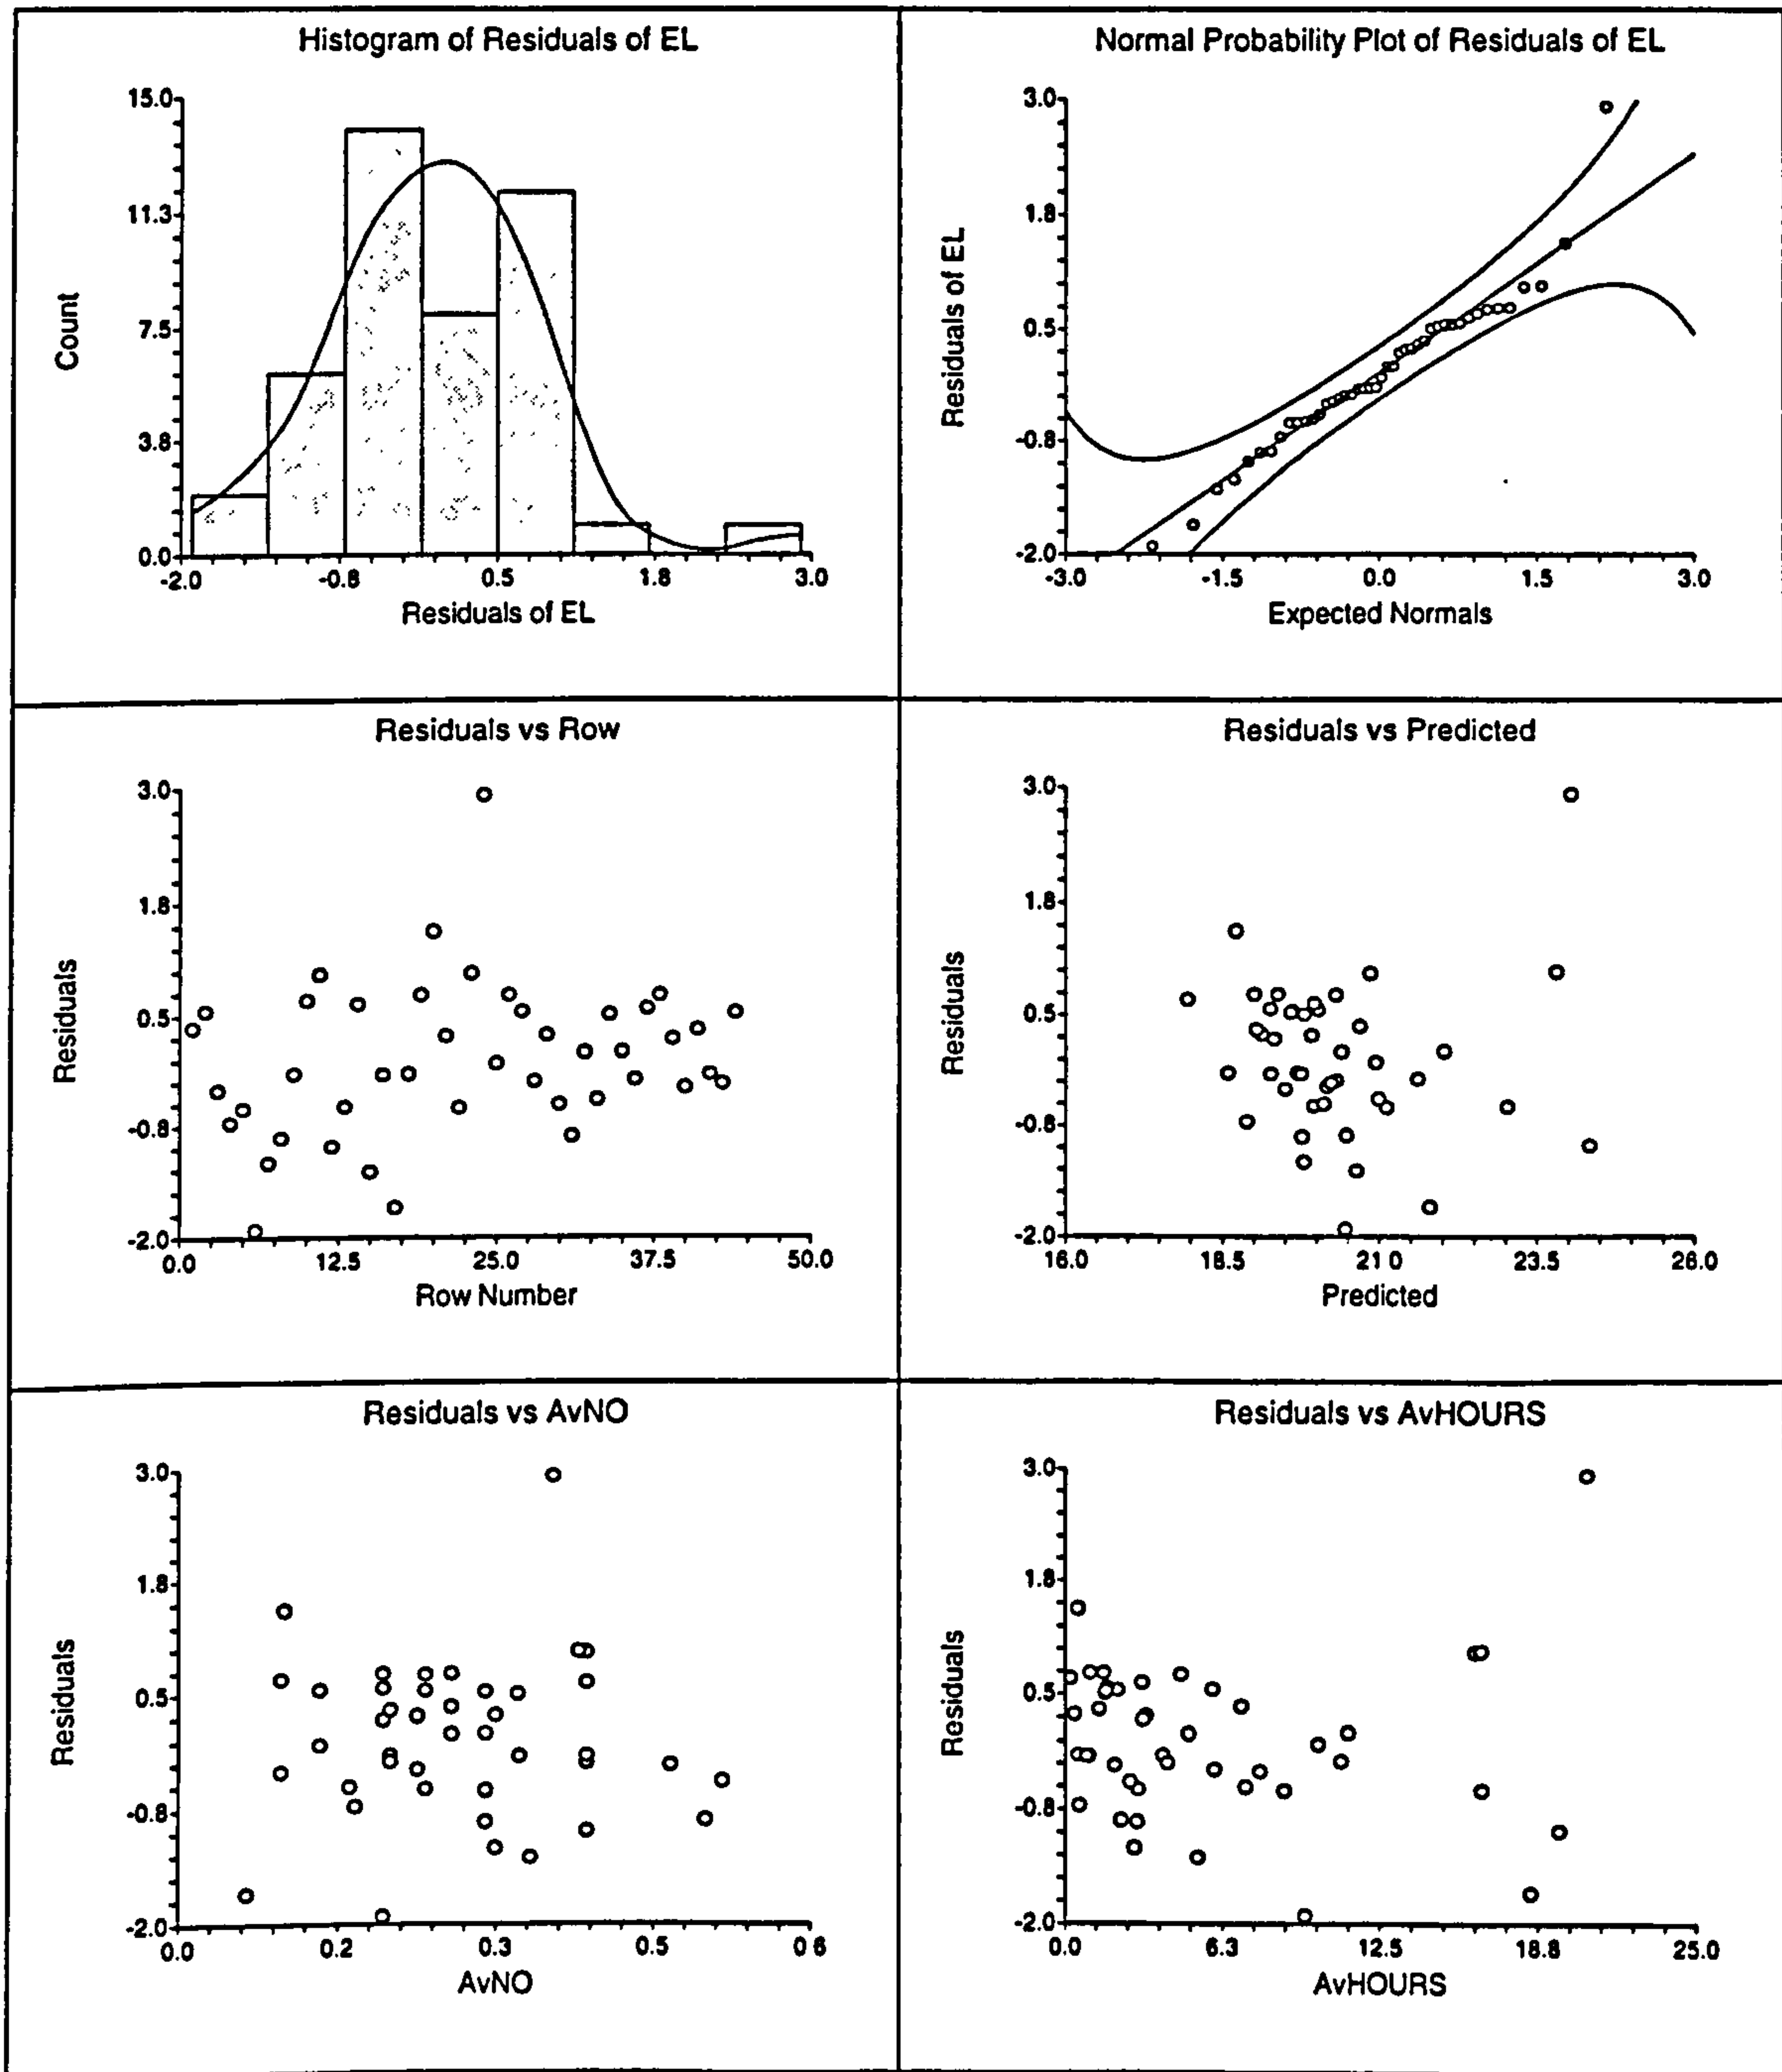 Histogram of Residuals of EL
15.0
11.3
7.5
3.8
0.0
Count
-2.0 -0.8 0.5 1.8 3.0
Residuals of EL
Normal Probability Plot of Residuals of EL
3.0
1.8
0.5
-0.8
-2.0
Residuals of EL
-3.0 -1.5 0.0 1.5 3.0
Expected Normals
Residuals vs Row
3.0
1.8
0.5
-0.8
-2.0
Residuals
0.0 12.5 25.0 37.5 50.0
Row Number
Residuals vs Predicted
3.0
1.8
0.5
-0.8
-2.0
Residuals
16.0 18.5 21 0 23.5 26.0
Predicted
Residuals vs AvNO
3.0
1.8
0.5
-0.8
-2.0
Residuals
0.0 0.2 0.3 0.5 0 6
AvNO
Residuals vs AvHOURS
3.0
1.8
0.5
-0.8
-2.0
Residuals
0.0 6.3 12.5 18.8 25.0
AvHOURS